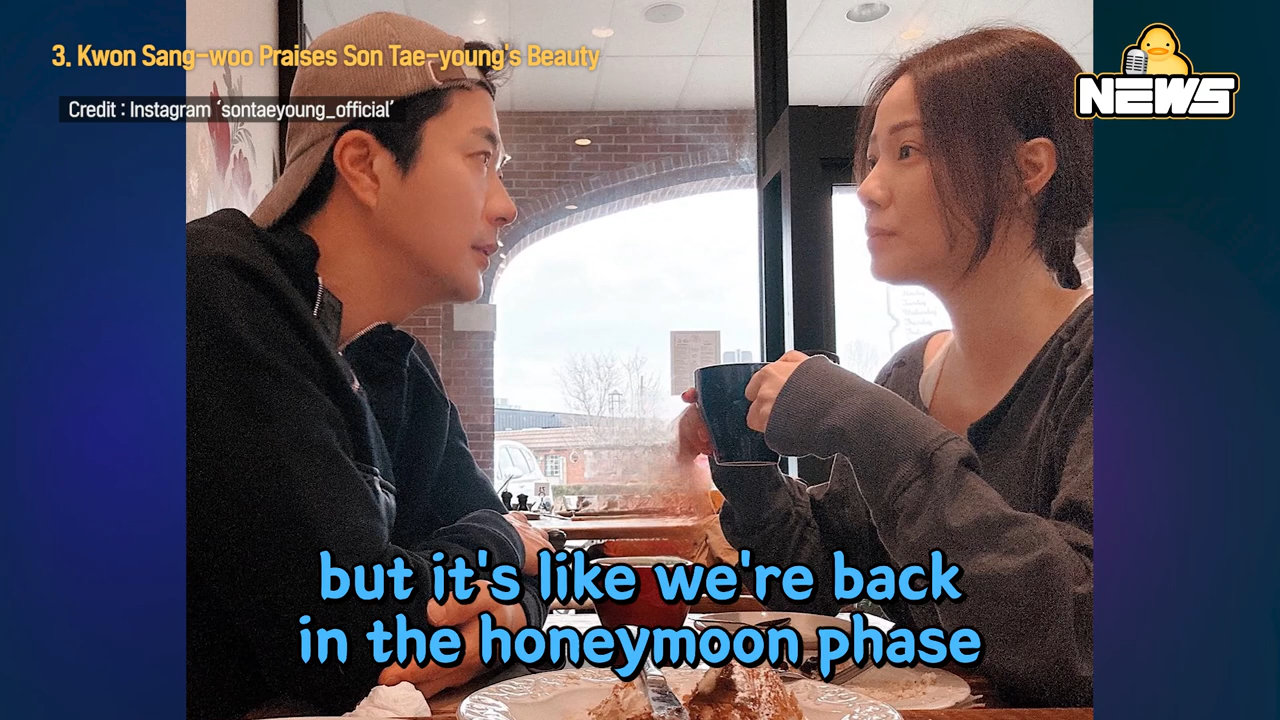 3. Kwon Sang-woo Praises Son Tae-young's Beauty
Credit : Instagram ‘sontaeyoung_official’
NEWS
but it's like we're back
in the honeymoon phase